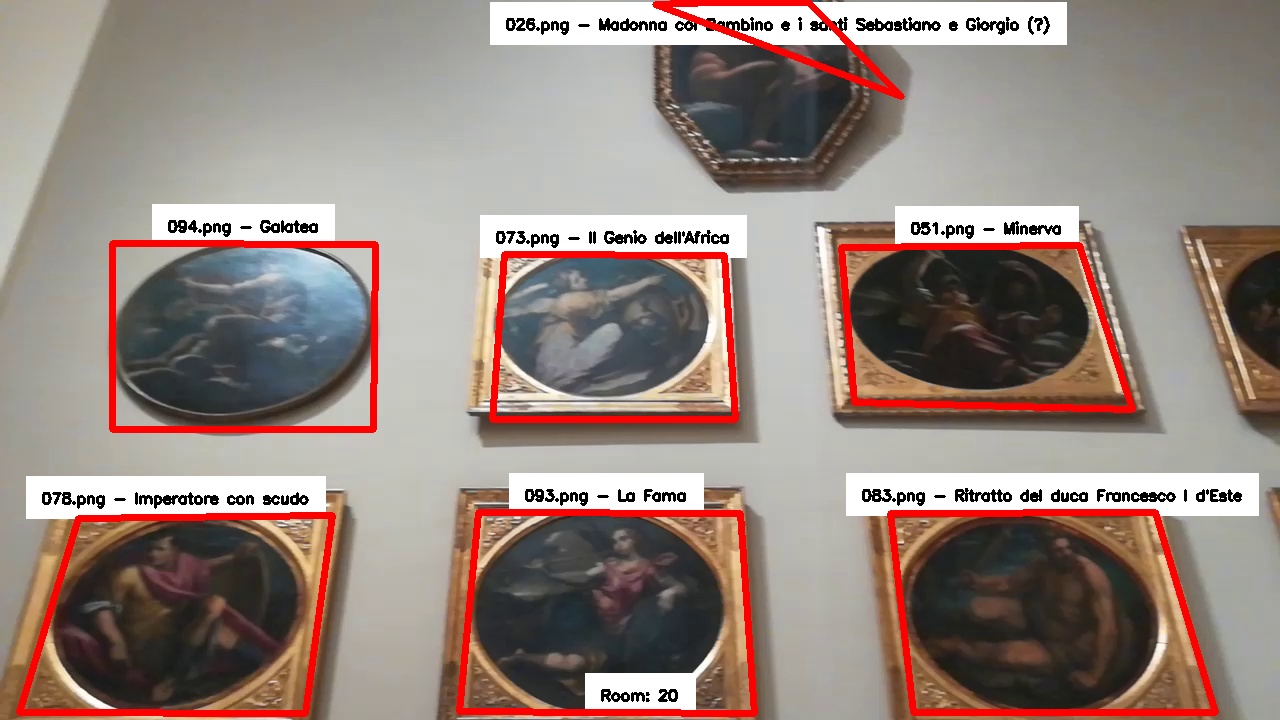 026.png - Madonna col Bambino e i santi Sebastiano e Giorgio (?)
094.png - Galatea
073.png - Il Genio dell'Africa
051.png - Minerva
078.png - Imperatore con scudo
093.png - La Fama
083.png - Ritratto del duca Francesco I d'Este
Room: 20